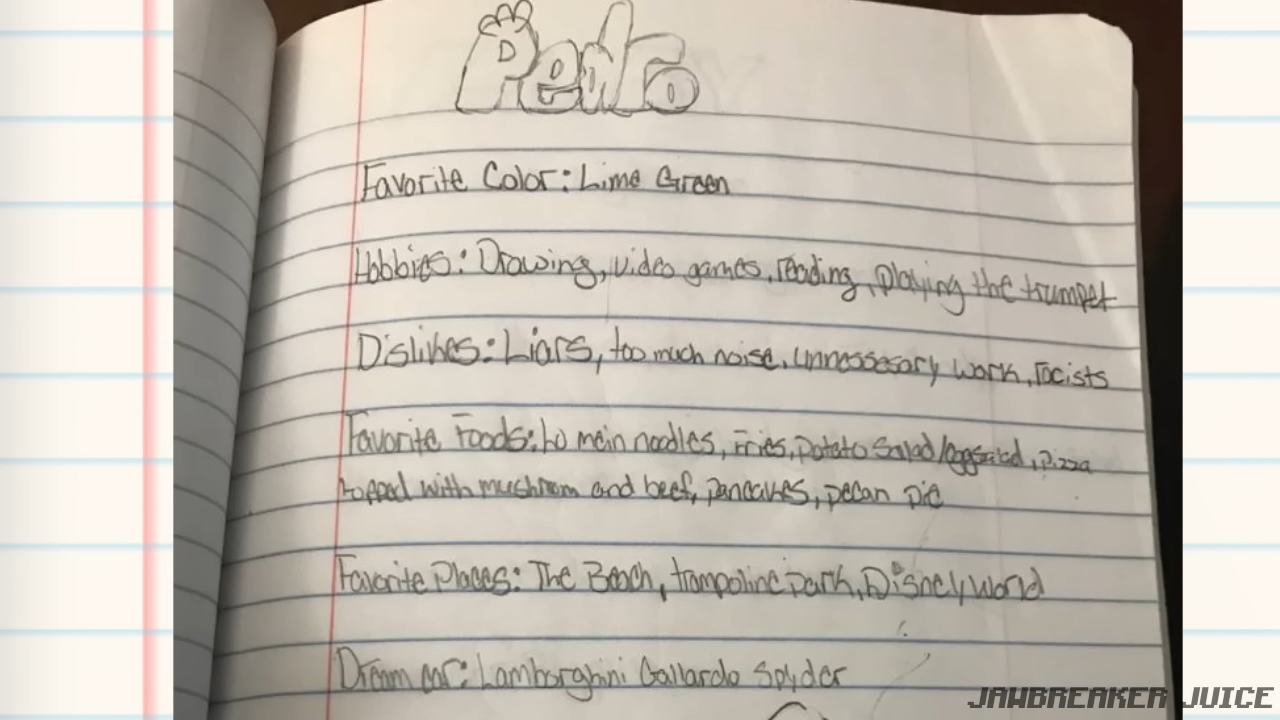 Pedro
Favorite Color: Lime Green
Hobbies: Drawing, video games, reading, playing the trumpet
Dislikes: Liars, too much noise, unnessesary work, racists
Favorite Foods: Lo mein noodles, Fries, potato salad/eggsalad, pizza
topped with mushroom and beef, pancakes, pecan pie
Favorite Places: The Beach, trampoline park, Disney World
Dream car: Lamborghini Gallardo Spyder
JAWBREAKER JUICE